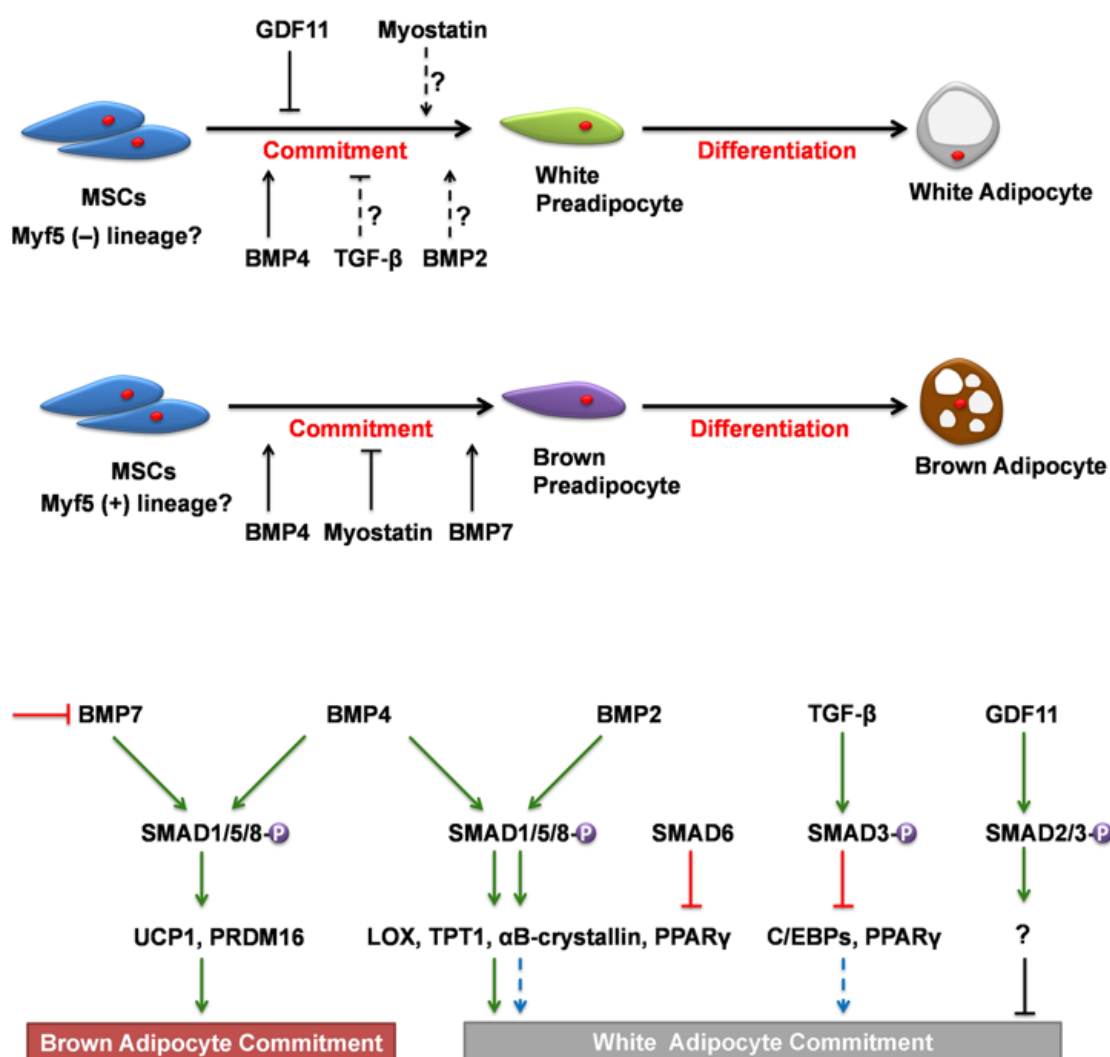 GDF11 Myostatin
?
Commitment Differentiation
MSCs White
Preadipocyte White Adipocyte
Myf5 (–) lineage? ? ?
BMP4 TGF-β BMP2
Commitment Differentiation
MSCs Brown
Preadipocyte Brown Adipocyte
Myf5 (+) lineage?
BMP4 Myostatin BMP7
BMP7 BMP4 BMP2 TGF-β GDF11
SMAD1/5/8-P SMAD1/5/8-P SMAD6 SMAD3-P SMAD2/3-P
UCP1, PRDM16 LOX, TPT1, αB-crystallin, PPARγ C/EBPs, PPARγ ?
Brown Adipocyte Commitment White Adipocyte Commitment